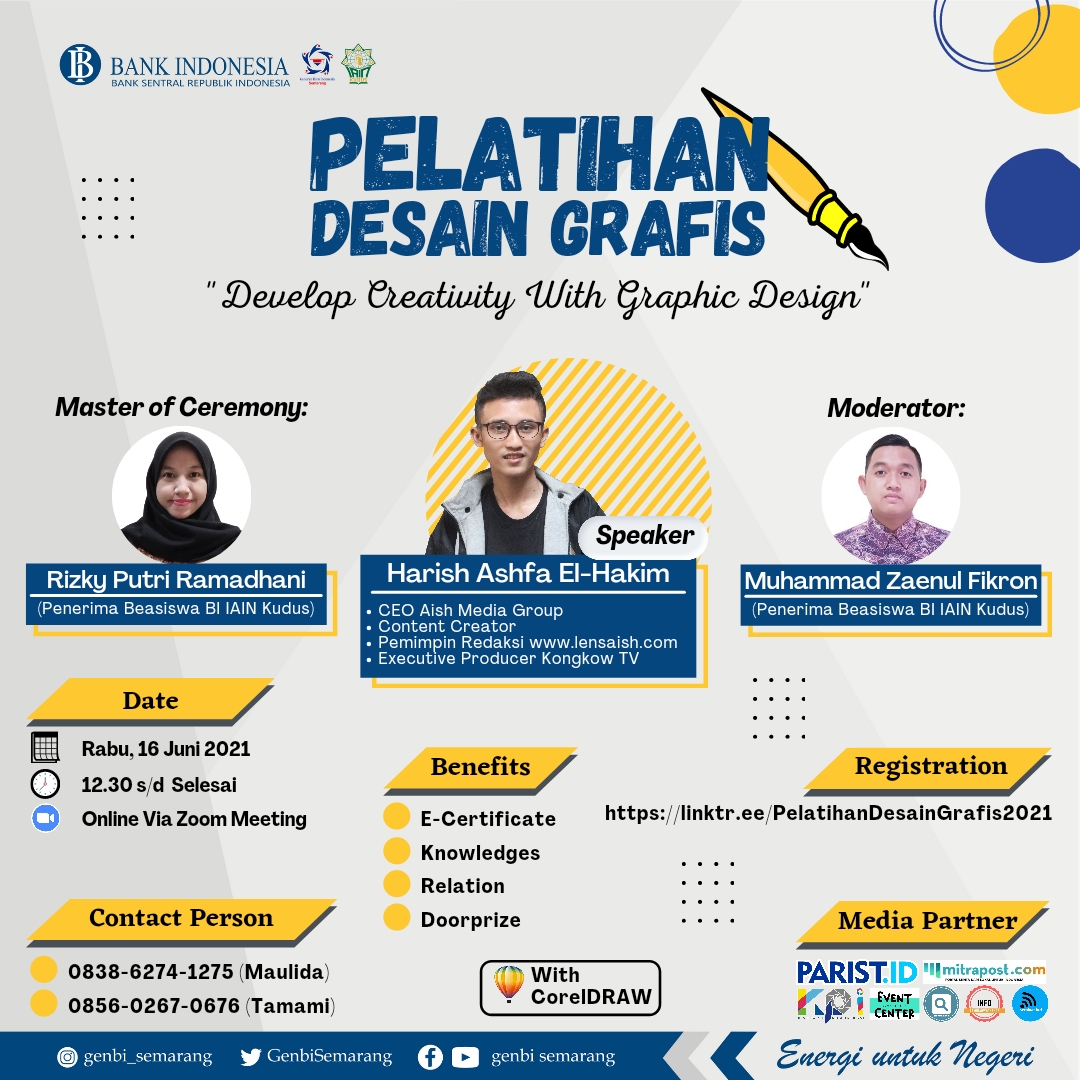 BANK INDONESIA
BANK SENTRAL REPUBLIK INDONESIA
PELATIHAN
DESAIN GRAFIS
"Develop Creativity With Graphic Design"
Master of Ceremony:
Rizky Putri Ramadhani
(Penerima Beasiswa BI IAIN Kudus)
Speaker
Harish Ashfa El-Hakim
• CEO Aish Media Group
• Content Creator
• Pemimpin Redaksi www.lensaish.com
• Executive Producer Kongkow TV
Moderator:
Muhammad Zaenul Fikron
(Penerima Beasiswa BI IAIN Kudus)
Date
Rabu, 16 Juni 2021
12.30 s/d Selesai
Online Via Zoom Meeting
Benefits
E-Certificate
Knowledges
Relation
Doorprize
Registration
https://linktr.ee/PelatihanDesainGrafis2021
Contact Person
0838-6274-1275 (Maulida)
0856-0267-0676 (Tamami)
With
CorelDRAW
Media Partner
PARIST.ID
mitrapost.com
EVENT
CENTER
INFO
genbi_semarang
GenbiSemarang
genbi semarang
Energi untuk Negeri